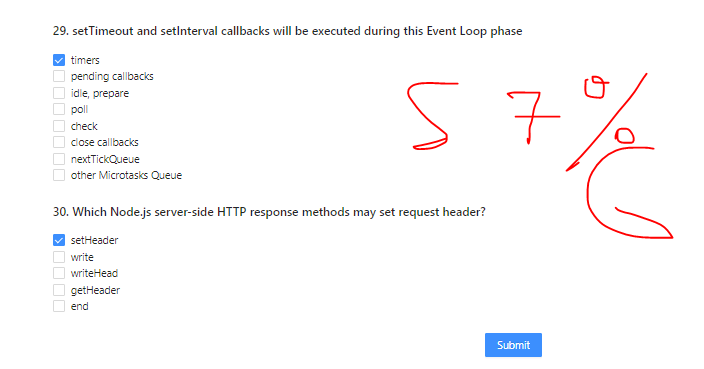 29. setTimeout and setInterval callbacks will be executed during this Event Loop phase
timers
pending callbacks
idle, prepare
poll
check
close callbacks
nextTickQueue
other Microtasks Queue
57%
30. Which Node.js server-side HTTP response methods may set request header?
setHeader
write
writeHead
getHeader
end
Submit